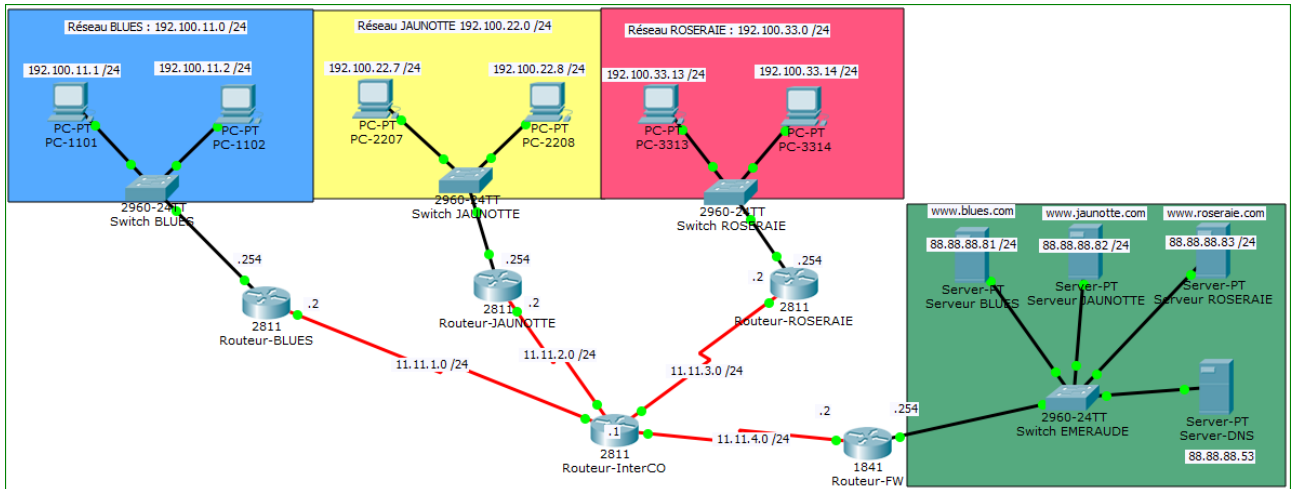 Réseau BLUES : 192.100.11.0 /24
192.100.11.1 /24
192.100.11.2 /24
PC-PT
PC-1101
PC-PT
PC-1102
2960-24TT
Switch BLUES
Réseau JAUNOTTE 192.100.22.0 /24
192.100.22.7 /24
192.100.22.8 /24
PC-PT
PC-2207
PC-PT
PC-2208
2960-24TT
Switch JAUNOTTE
Réseau ROSERAIE : 192.100.33.0 /24
192.100.33.13 /24
192.100.33.14 /24
PC-PT
PC-3313
PC-PT
PC-3314
2960-24TT
Switch ROSERAIE
.254
.2
2811
Routeur-BLUES
.254
.2
2811
Routeur-JAUNOTTE
.254
.2
2811
Routeur-ROSERAIE
11.11.1.0 /24
11.11.2.0 /24
11.11.3.0 /24
.1
2811
Routeur-InterCO
11.11.4.0 /24
.2
.254
1841
Routeur-FW
www.blues.com
www.jaunotte.com
www.roseraie.com
88.88.88.81 /24
88.88.88.82 /24
88.88.88.83 /24
Server-PT
Serveur BLUES
Server-PT
Serveur JAUNOTTE
Server-PT
Serveur ROSERAIE
2960-24TT
Switch EMERAUDE
Server-PT
Server-DNS
88.88.88.53